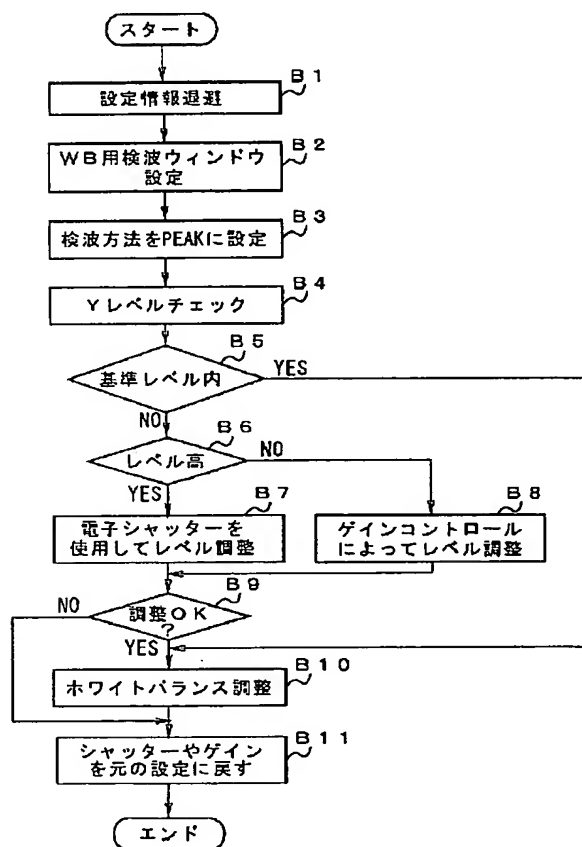 スタート
B1
設定情報退避
B2
WB用検波ウィンドウ
設定
B3
検波方法をPEAKに設定
B4
Yレベルチェック
B5
基準レベル内
YES
NO
B6
レベル高
NO
YES
B7
電子シャッターを
使用してレベル調整
B8
ゲインコントロール
によってレベル調整
B9
調整OK
?
NO
YES
B10
ホワイトバランス調整
B11
シャッターやゲイン
を元の設定に戻す
エンド